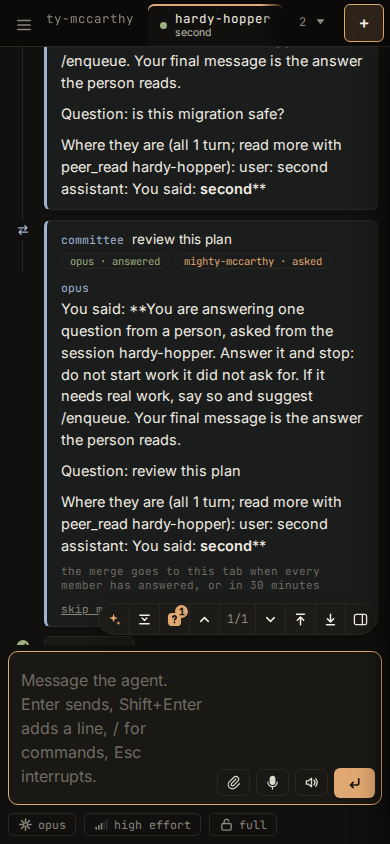 ty-mccarthy
hardy-hopper
second
2
+
/enqueue. Your final message is the answer
the person reads.
Question: is this migration safe?
Where they are (all 1 turn; read more with
peer_read hardy-hopper): user: second
assistant: You said: second**
committee review this plan
opus · answered
mighty-mccarthy · asked
opus
You said: **You are answering one
question from a person, asked from the
session hardy-hopper. Answer it and stop:
do not start work it did not ask for. If it
needs real work, say so and suggest
/enqueue. Your final message is the answer
the person reads.
Question: review this plan
Where they are (all 1 turn; read more with
peer_read hardy-hopper): user: second
assistant: You said: second**
the merge goes to this tab when every
member has answered, or in 30 minutes
skip m
? 1
1/1
Message the agent.
Enter sends, Shift+Enter
adds a line, / for
commands, Esc
interrupts.
opus
high effort
full